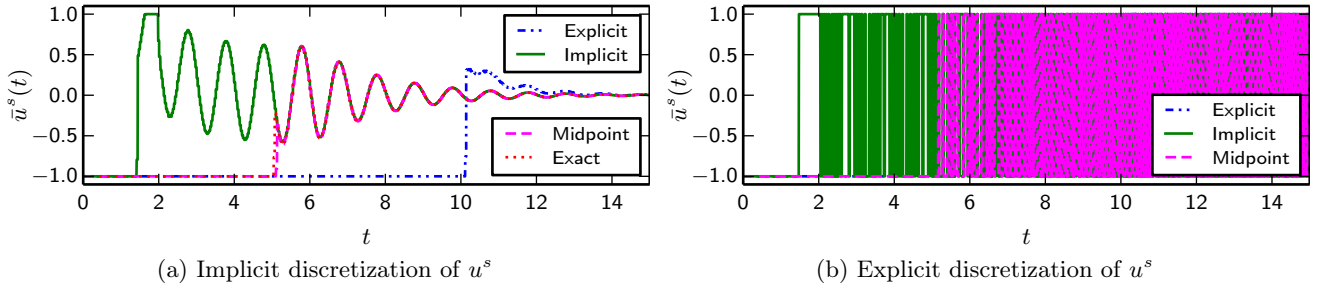 1.0
0.5
0.0
−0.5
−1.0
ū^s(t)
0 2 4 6 8 10 12 14
t
Explicit
Implicit
Midpoint
Exact
(a) Implicit discretization of u^s
1.0
0.5
0.0
−0.5
−1.0
ū^s(t)
0 2 4 6 8 10 12 14
t
Explicit
Implicit
Midpoint
(b) Explicit discretization of u^s